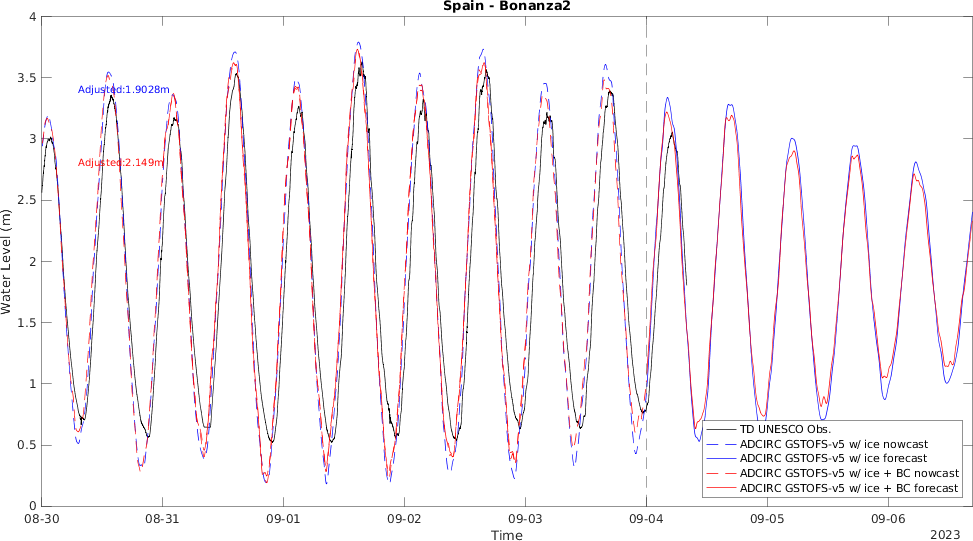 Spain - Bonanza2
Water Level (m)
4
3.5
3
2.5
2
1.5
1
0.5
0
Adjusted:1.9028m
Adjusted:2.149m
TD UNESCO Obs.
ADCIRC GSTOFS-v5 w/ ice nowcast
ADCIRC GSTOFS-v5 w/ ice forecast
ADCIRC GSTOFS-v5 w/ ice + BC nowcast
ADCIRC GSTOFS-v5 w/ ice + BC forecast
08-30 08-31 09-01 09-02 09-03 09-04 09-05 09-06
Time
2023